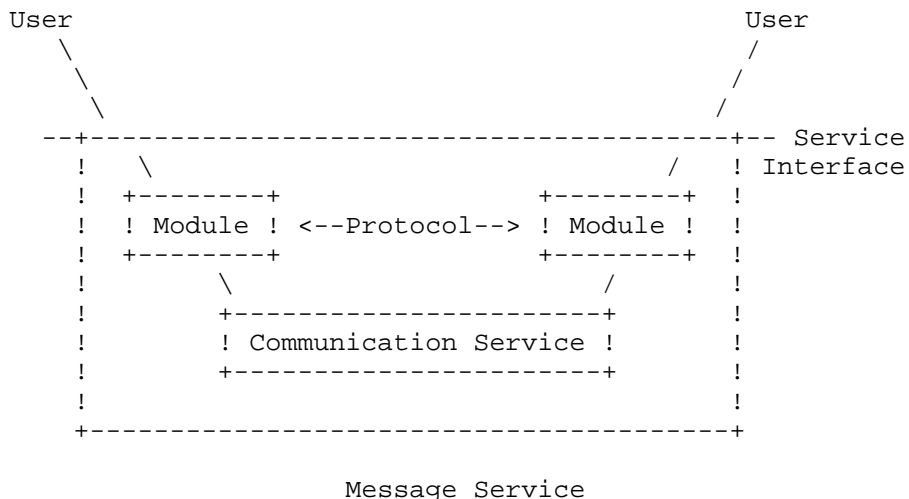 User User
Service
Interface
Module <--Protocol--> Module
Communication Service
Message Service